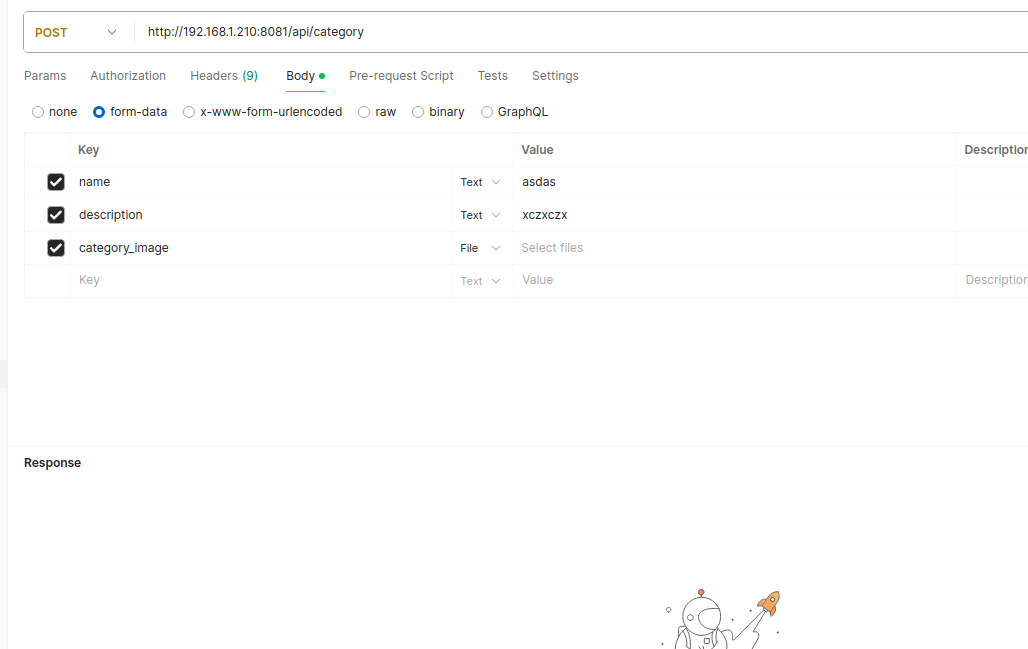 POST http://192.168.1.210:8081/api/category
Params Authorization Headers (9) Body Pre-request Script Tests Settings
none form-data x-www-form-urlencoded raw binary GraphQL
Key Value Description
name Text asdas
description Text xczxczx
category_image File Select files
Key Text Value Description
Response